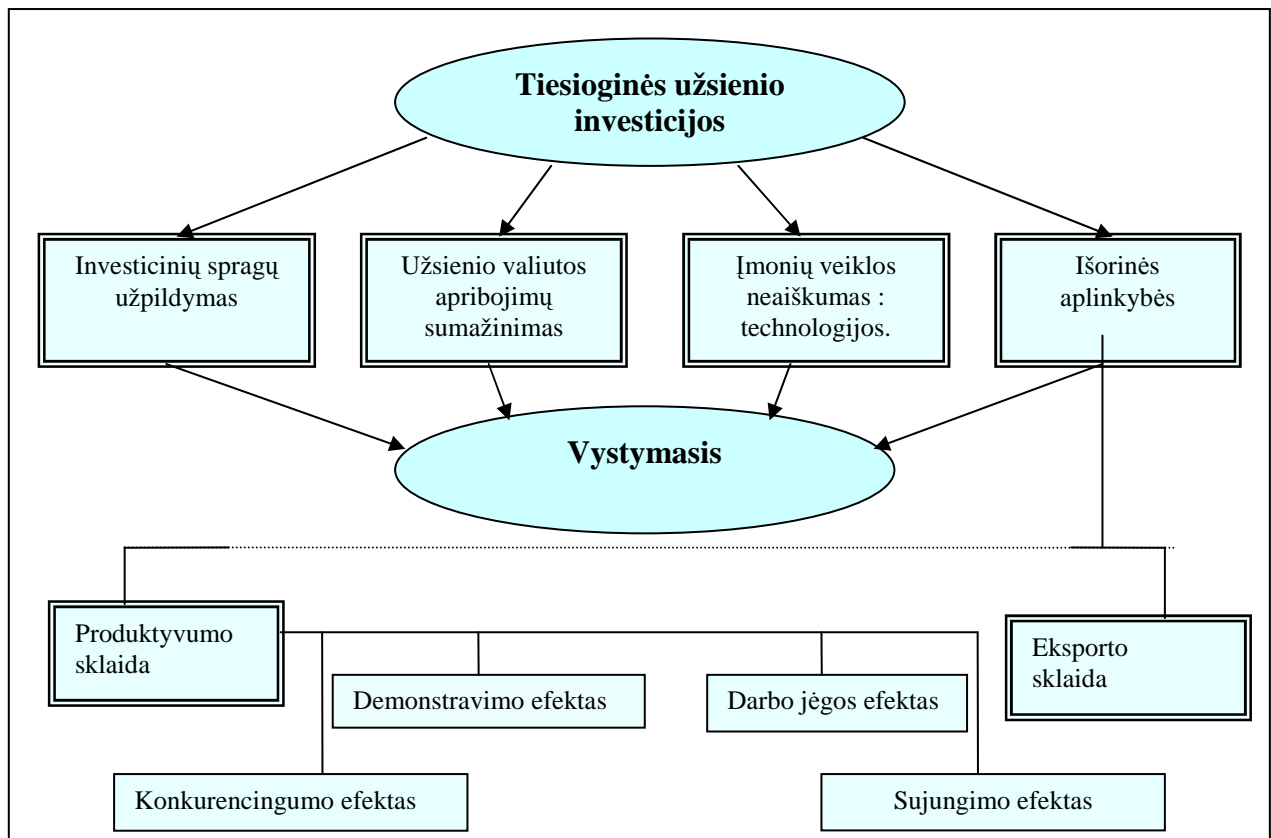 Tiesioginės užsienio
investicijos
Investicinių spragų
užpildymas
Užsienio valiutos
apribojimų
sumažinimas
Įmonių veiklos
neaiškumas :
technologijos.
Išorinės
aplinkybės
Vystymasis
Produktyvumo
sklaida
Eksporto
sklaida
Demonstravimo efektas
Darbo jėgos efektas
Konkurencingumo efektas
Sujungimo efektas